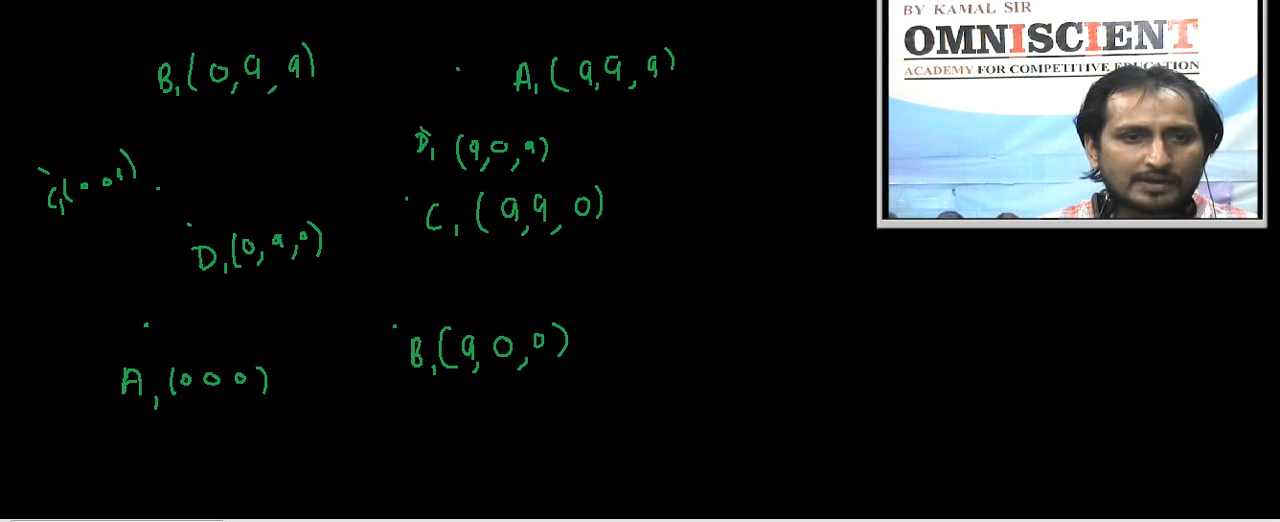 BY KAMAL SIR
OMNISCIENT
ACADEMY FOR COMPETITIVE EDUCATION
B₁(0,9,9)
A₁(9,9,9)
D₁(9,0,9)
C₁(9,9,0)
D₁(0,9,0)
B₁(9,0,0)
A₁(0 0 0)